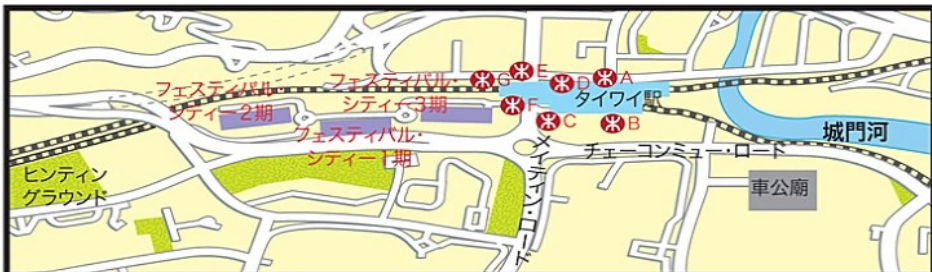 フェスティバル・
シティー2期
フェスティバル・
シティー3期
フェスティバル・
シティー1期
G
E
D
A
F
C
B
タイワイ駅
城門河
チェーコンミュー・ロード
メイティン・ロード
車公廟
ヒンティン
グラウンド